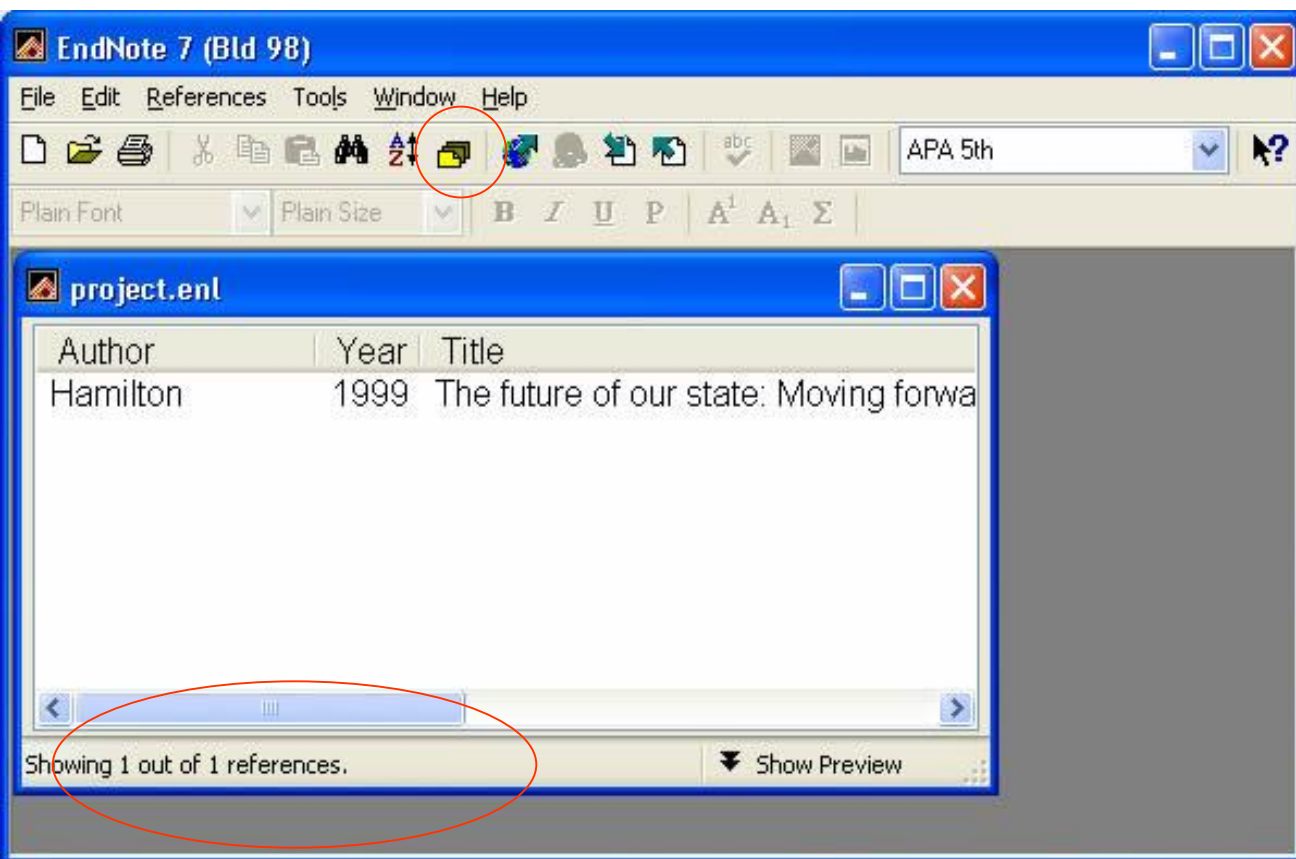 EndNote 7 (Bld 98)
File Edit References Tools Window Help
A Z abc APA 5th ?
Plain Font Plain Size B I U P A1 A1 Σ
project.enl
Author Year Title
Hamilton 1999 The future of our state: Moving forwa
Showing 1 out of 1 references. Show Preview